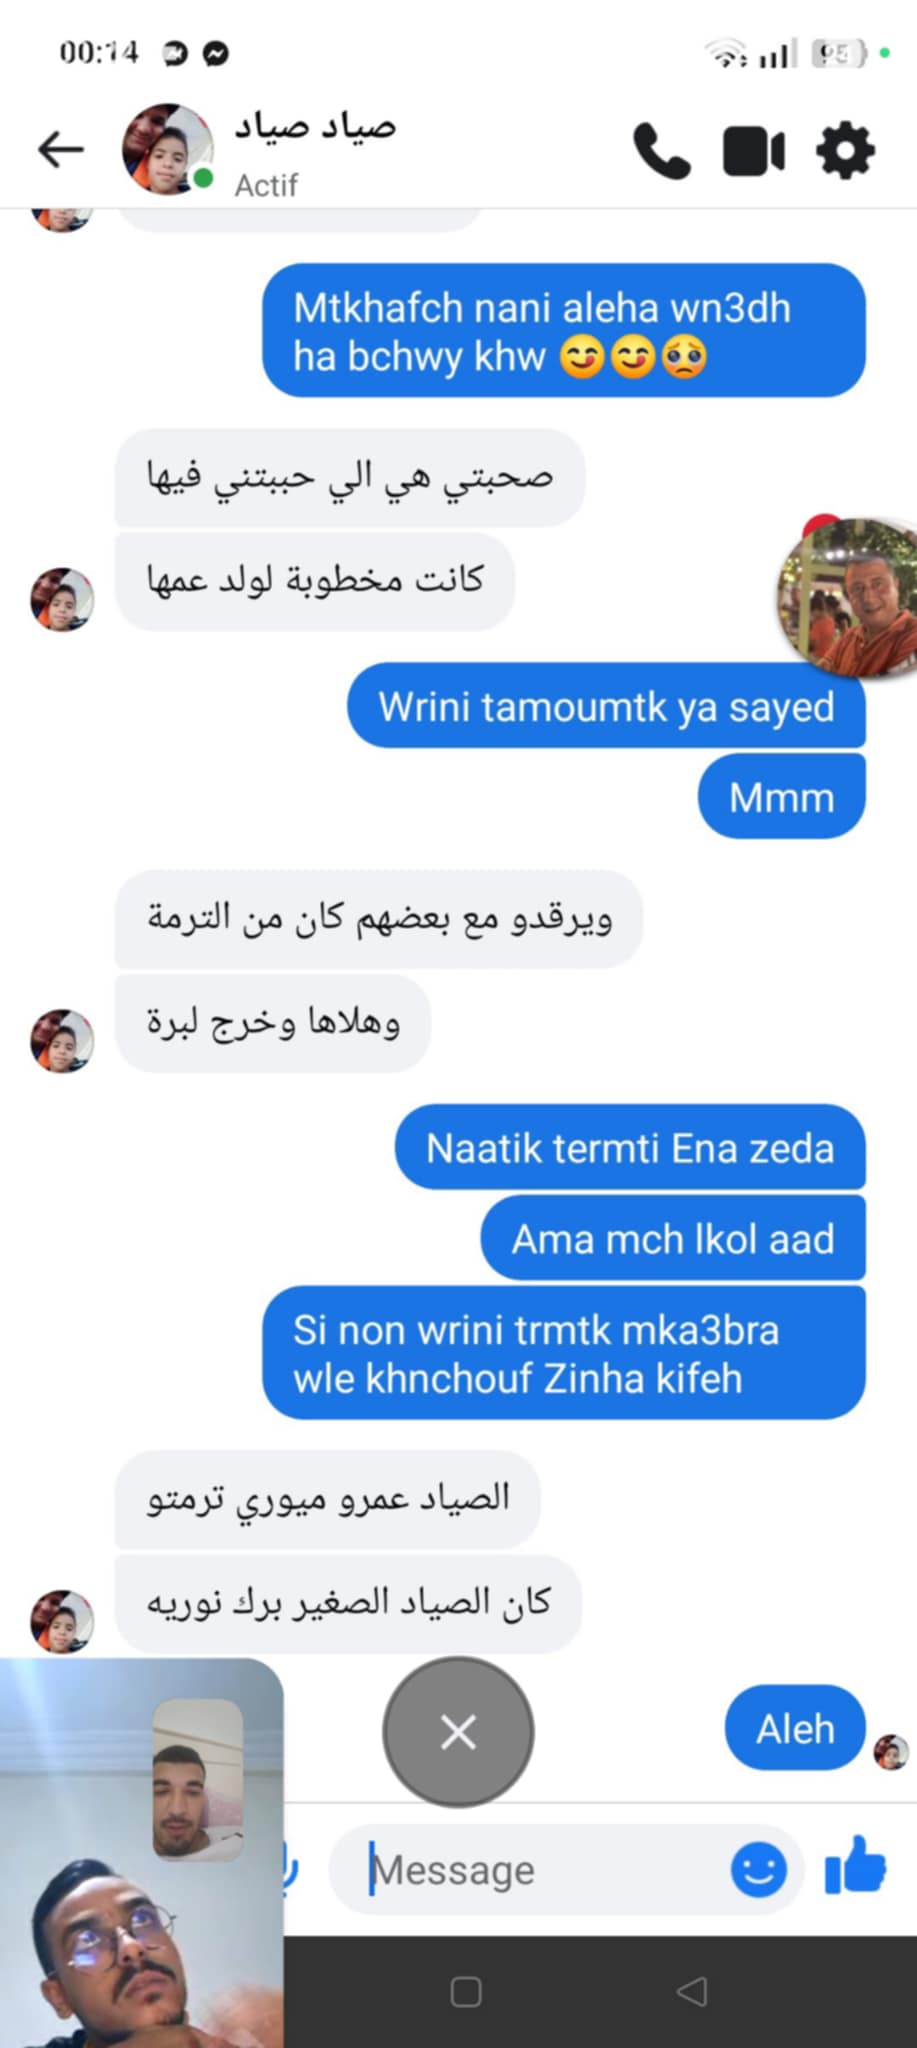 00:14
95
صياد صياد
Actif
Mtkhafch nani aleha wn3dh
ha bchwy khw 😋😋🥺
صحبتي هي الي حببتني فيها
كانت مخطوبة لولد عمها
Wrini tamoumtk ya sayed
Mmm
ويرقدو مع بعضهم كان من الترمة
وهلاها وخرج لبرة
Naatik termti Ena zeda
Ama mch lkol aad
Si non wrini trmtk mka3bra
wle khnchouf Zinha kifeh
الصياد عمرو ميوري ترمتو
كان الصياد الصغير برك نوريه
Aleh
Message